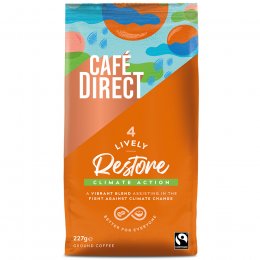 CAFÉ
DIRECT
4
LIVELY
Restore
CLIMATE ACTION
A VIBRANT BLEND ASSISTING IN THE
FIGHT AGAINST CLIMATE CHANGE
BETTER FOR EVERYONE
227g℮
GROUND COFFEE
FAIRTRADE